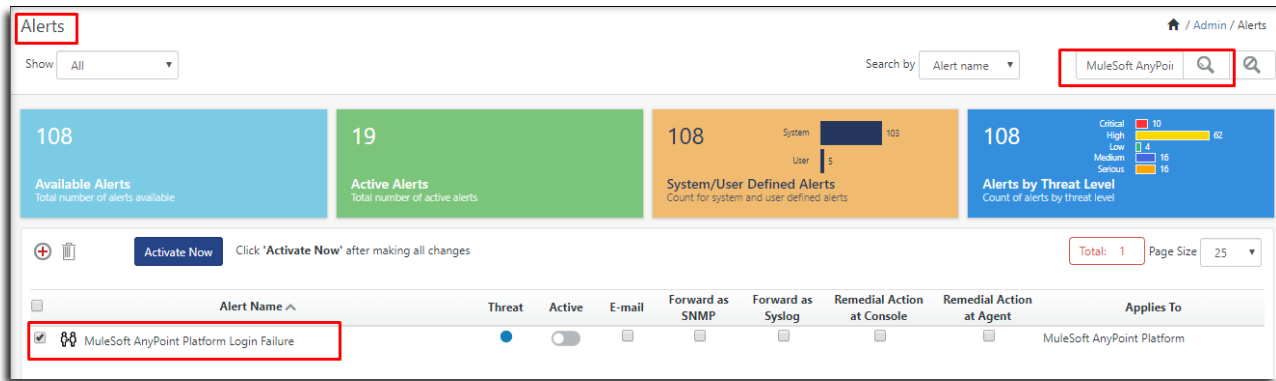 Alerts
/ Admin / Alerts
Show All
Search by Alert name
MuleSoft AnyPoin
108
Available Alerts
Total number of alerts available
19
Active Alerts
Total number of active alerts
108
System 103
User 5
System/User Defined Alerts
Count for system and user defined alerts
108
Critical 10
High 62
Low 4
Medium 16
Serious 16
Alerts by Threat Level
Count of alerts by threat level
Activate Now Click 'Activate Now' after making all changes
Total: 1 Page Size 25
Alert Name Threat Active E-mail Forward as SNMP Forward as Syslog Remedial Action at Console Remedial Action at Agent Applies To
MuleSoft AnyPoint Platform Login Failure MuleSoft AnyPoint Platform